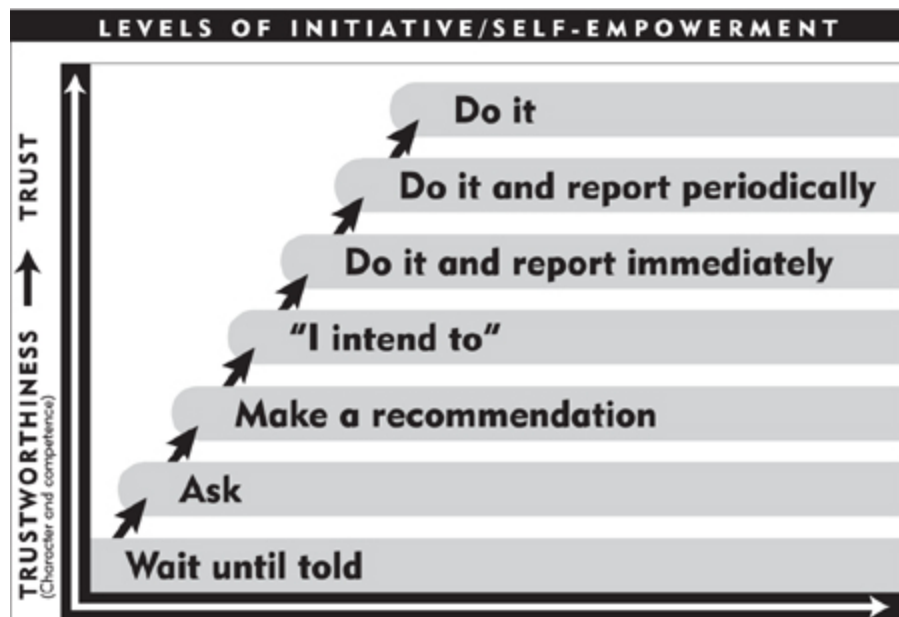 LEVELS OF INITIATIVE/SELF-EMPOWERMENT
Do it
Do it and report periodically
Do it and report immediately
"I intend to"
Make a recommendation
Ask
Wait until told
TRUST
TRUSTWORTHINESS
(Character and competence)